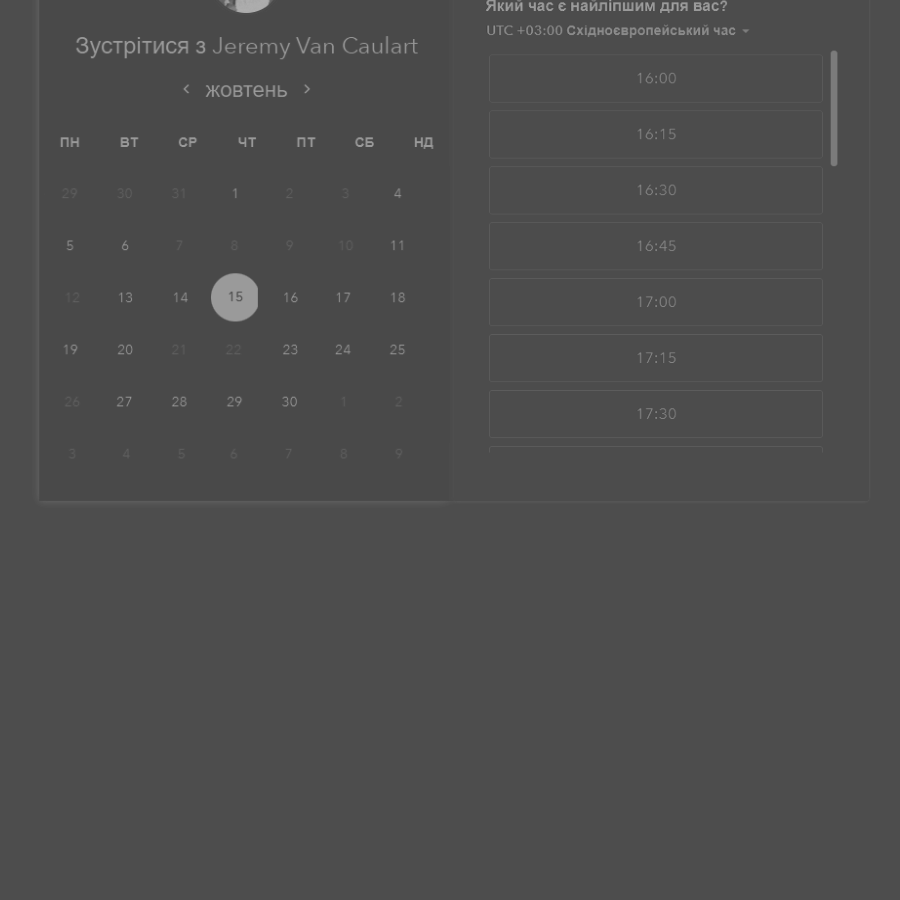 Зустрітися з Jeremy Van Caulart
жовтень
ПН ВТ СР ЧТ ПТ СБ НД
29 30 31 1 2 3 4
5 6 7 8 9 10 11
12 13 14 15 16 17 18
19 20 21 22 23 24 25
26 27 28 29 30 1 2
3 4 5 6 7 8 9
Який час є найліпшим для вас?
UTC +03:00 Східноєвропейський час
16:00
16:15
16:30
16:45
17:00
17:15
17:30